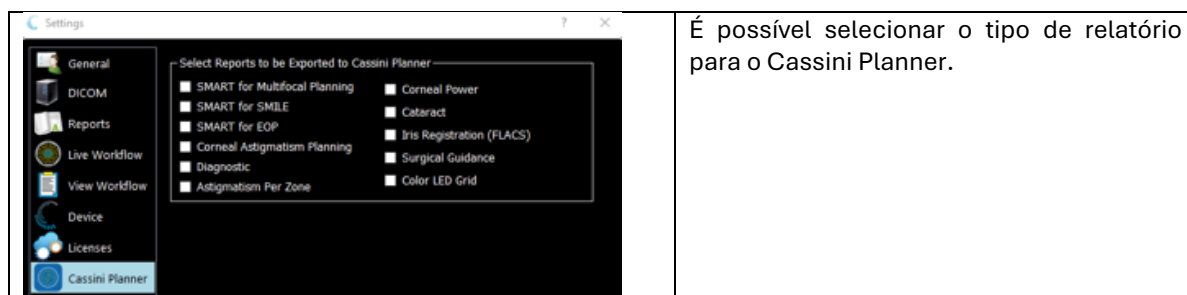 Settings
?
General
DICOM
Reports
Live Workflow
View Workflow
Device
Licenses
Cassini Planner
Select Reports to be Exported to Cassini Planner
SMART for Multifocal Planning
SMART for SMILE
SMART for EOP
Corneal Astigmatism Planning
Diagnostic
Astigmatism Per Zone
Corneal Power
Cataract
Iris Registration (FLACS)
Surgical Guidance
Color LED Grid
É possível selecionar o tipo de relatório
para o Cassini Planner.